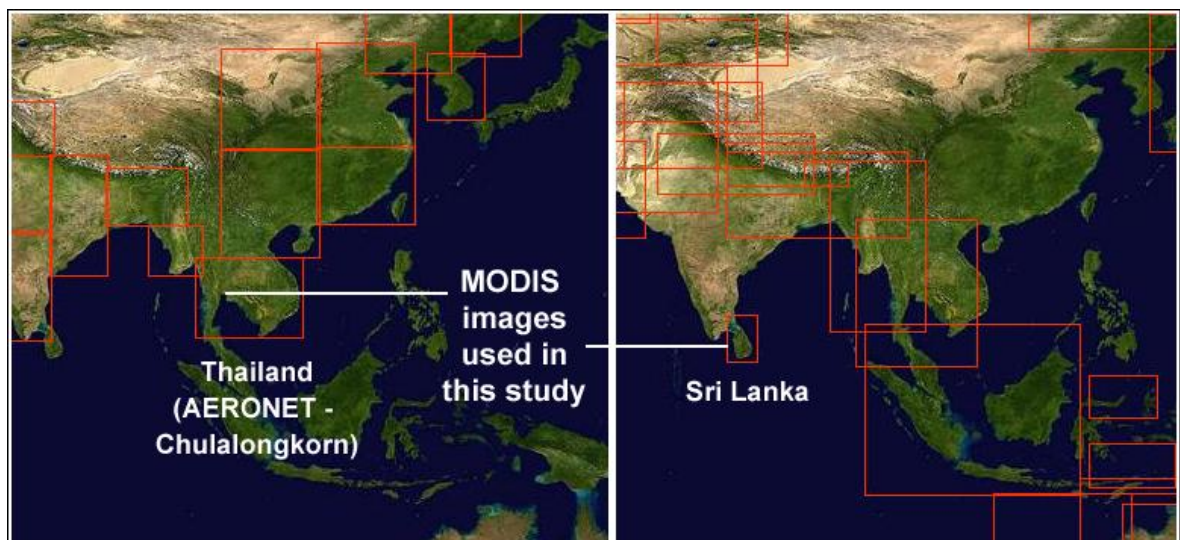 MODIS
images
used in
this study
Thailand
(AERONET -
Chulalongkorn)
Sri Lanka